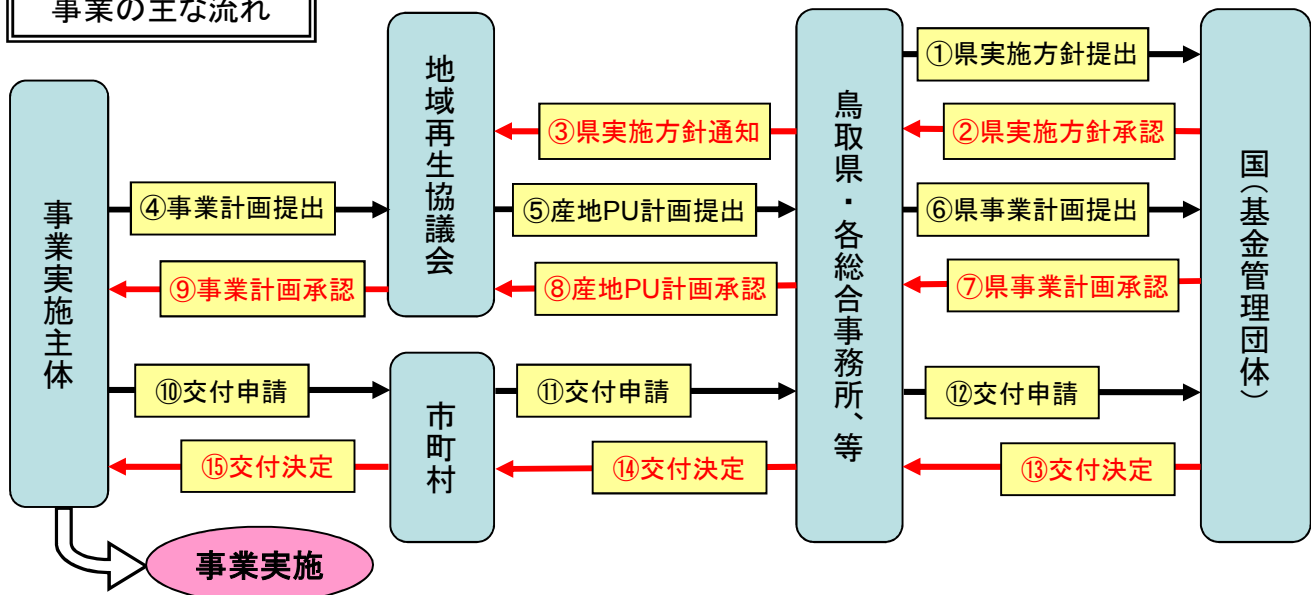 事業の主な流れ
事業実施主体
地域再生協議会
市町村
鳥取県・各総合事務所、等
国（基金管理団体）
①県実施方針提出
②県実施方針承認
③県実施方針通知
④事業計画提出
⑤産地PU計画提出
⑥県事業計画提出
⑦県事業計画承認
⑧産地PU計画承認
⑨事業計画承認
⑩交付申請
⑪交付申請
⑫交付申請
⑬交付決定
⑭交付決定
⑮交付決定
事業実施